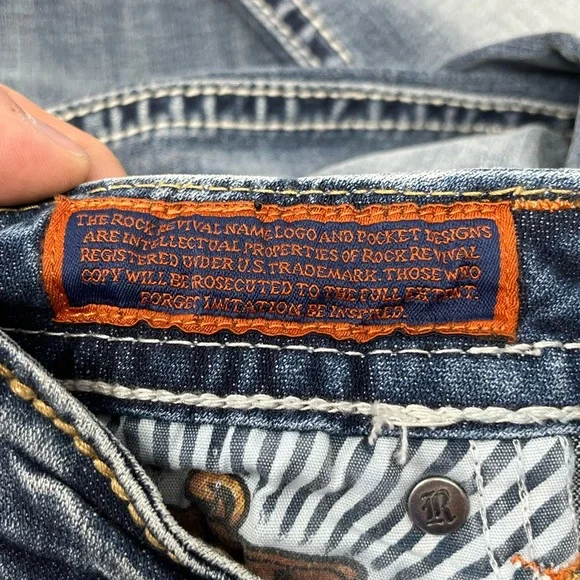 THE ROCK REVIVAL NAME, LOGO AND POCKET DESIGNS
ARE INTELLECTUAL PROPERTIES OF ROCK REVIVAL
REGISTERED UNDER U.S. TRADEMARK. THOSE WHO
COPY WILL BE ROSECUTED TO THE FULL EXTENT.
FORGET IMITATION BE INSPIRED.
R